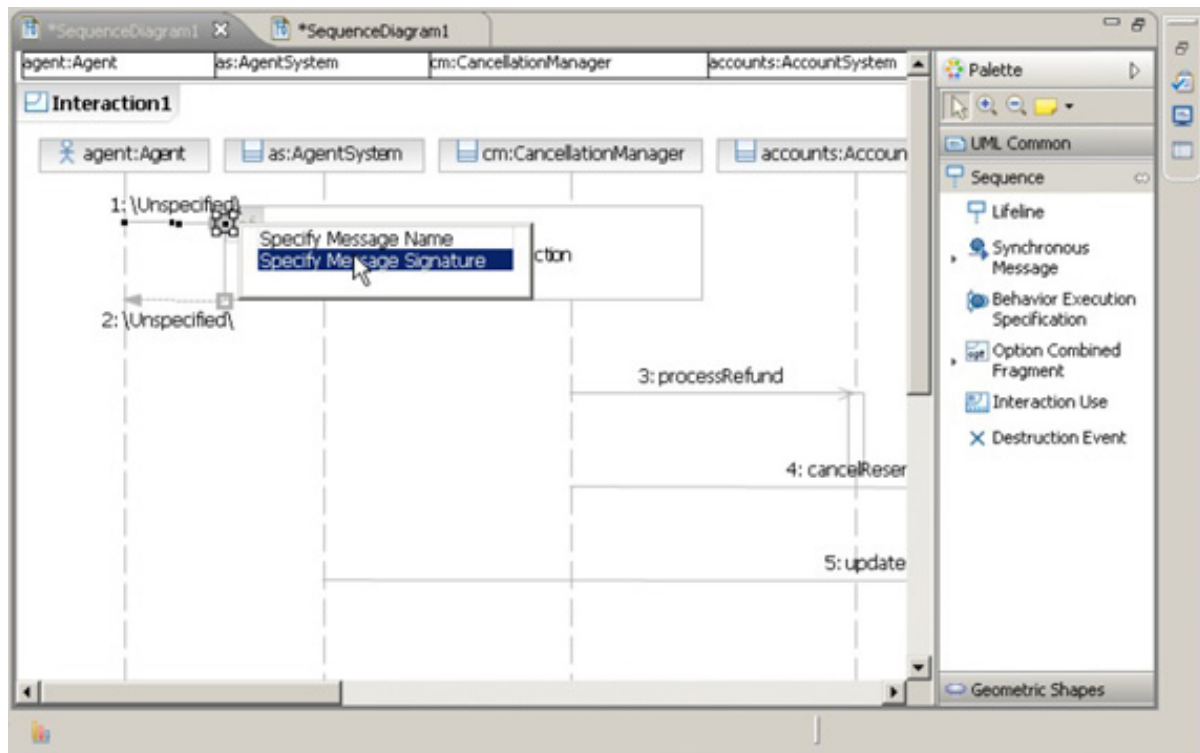 *SequenceDiagram1
*SequenceDiagram1
agent:Agent
as:AgentSystem
cm:CancellationManager
accounts:AccountSystem
Interaction1
agent:Agent
as:AgentSystem
cm:CancellationManager
accounts:Accoun
1: \Unspecified\
Specify Message Name
Specify Message Signature
ction
2: \Unspecified\
3: processRefund
4: cancelReser
5: update
Palette
UML Common
Sequence
Lifeline
Synchronous
Message
Behavior Execution
Specification
opt
Option Combined
Fragment
Interaction Use
Destruction Event
Geometric Shapes